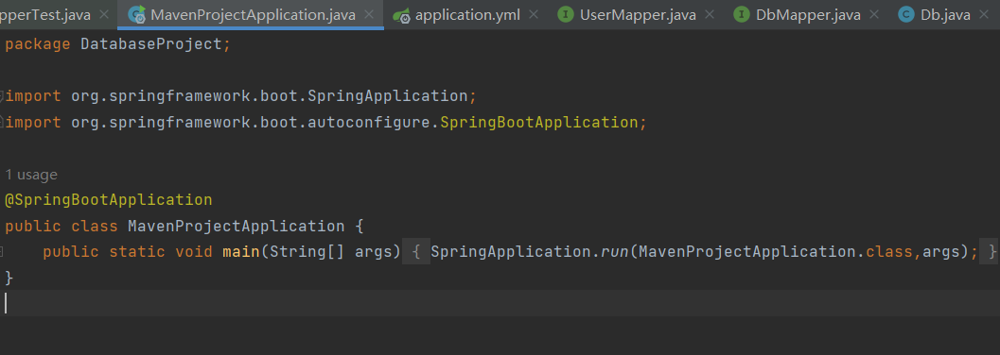 pperTest.java MavenProjectApplication.java application.yml UserMapper.java DbMapper.java Db.java
package DatabaseProject;
import org.springframework.boot.SpringApplication;
import org.springframework.boot.autoconfigure.SpringBootApplication;
1 usage
@SpringBootApplication
public class MavenProjectApplication {
    public static void main(String[] args) { SpringApplication.run(MavenProjectApplication.class,args); }
}